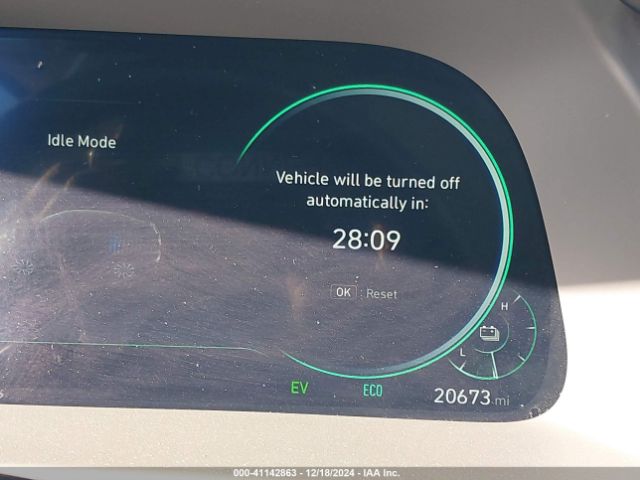 Idle Mode
Vehicle will be turned off
automatically in:
28:09
OK : Reset
H
L
EV
ECO
20673 mi
000-41142863 - 12/18/2024 - IAA Inc.